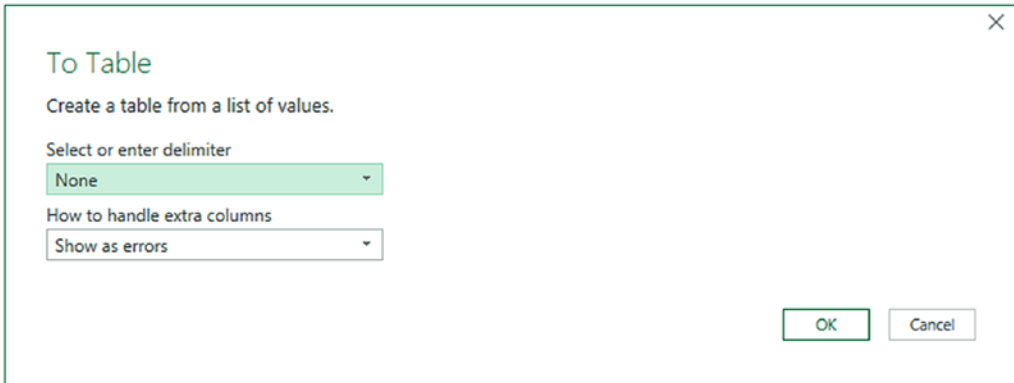 To Table
Create a table from a list of values.
Select or enter delimiter
None
How to handle extra columns
Show as errors
OK Cancel